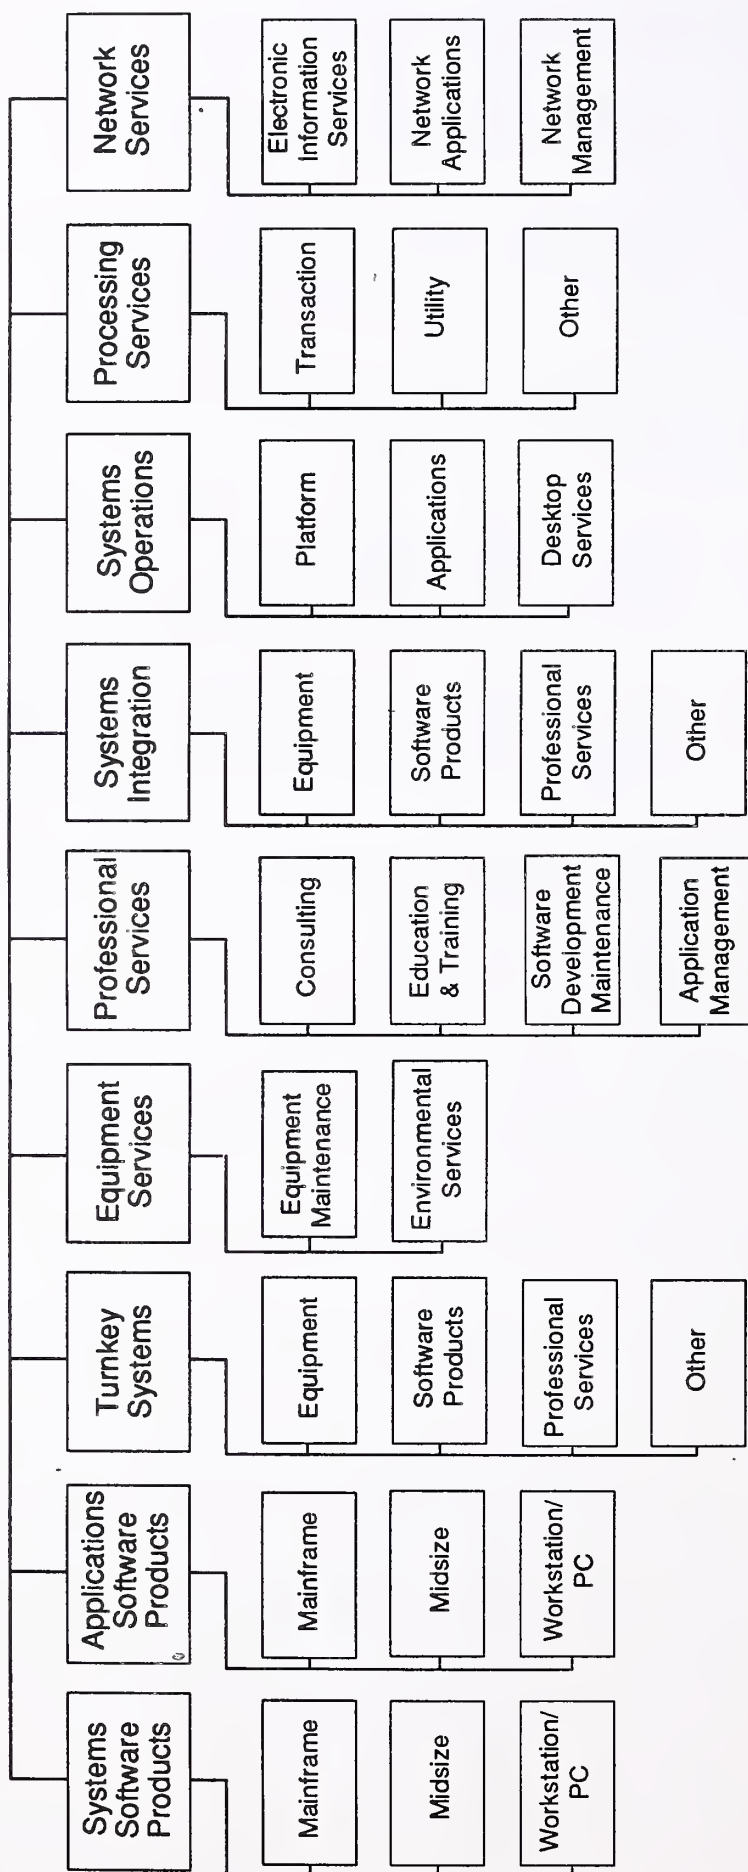 Systems
Software
Products
Mainframe
Midsize
Workstation/
PC
Applications
Software
Products
Mainframe
Midsize
Workstation/
PC
Turnkey
Systems
Equipment
Software
Products
Professional
Services
Other
Equipment
Services
Equipment
Maintenance
Environmental
Services
Professional
Services
Consulting
Education
& Training
Software
Development
Maintenance
Application
Management
Systems
Integration
Equipment
Software
Products
Professional
Services
Other
Systems
Operations
Platform
Applications
Desktop
Services
Processing
Services
Transaction
Utility
Other
Network
Services
Electronic
Information
Services
Network
Applications
Network
Management